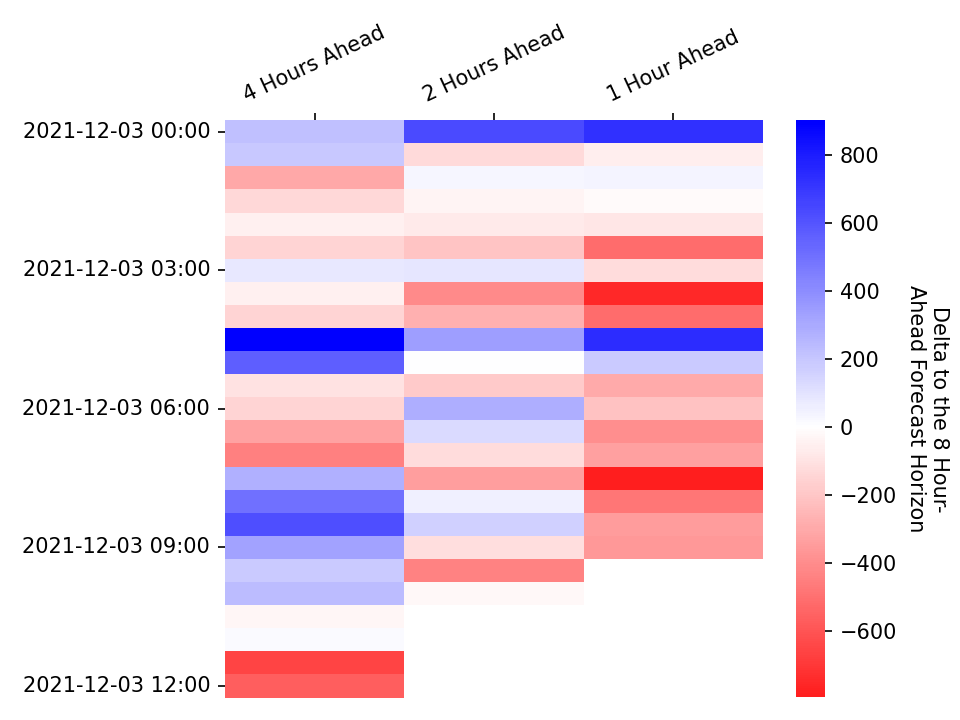 4 Hours Ahead
2 Hours Ahead
1 Hour Ahead
2021-12-03 00:00
2021-12-03 03:00
2021-12-03 06:00
2021-12-03 09:00
2021-12-03 12:00
800
600
400
200
0
−200
−400
−600
Delta to the 8 Hour-
Ahead Forecast Horizon